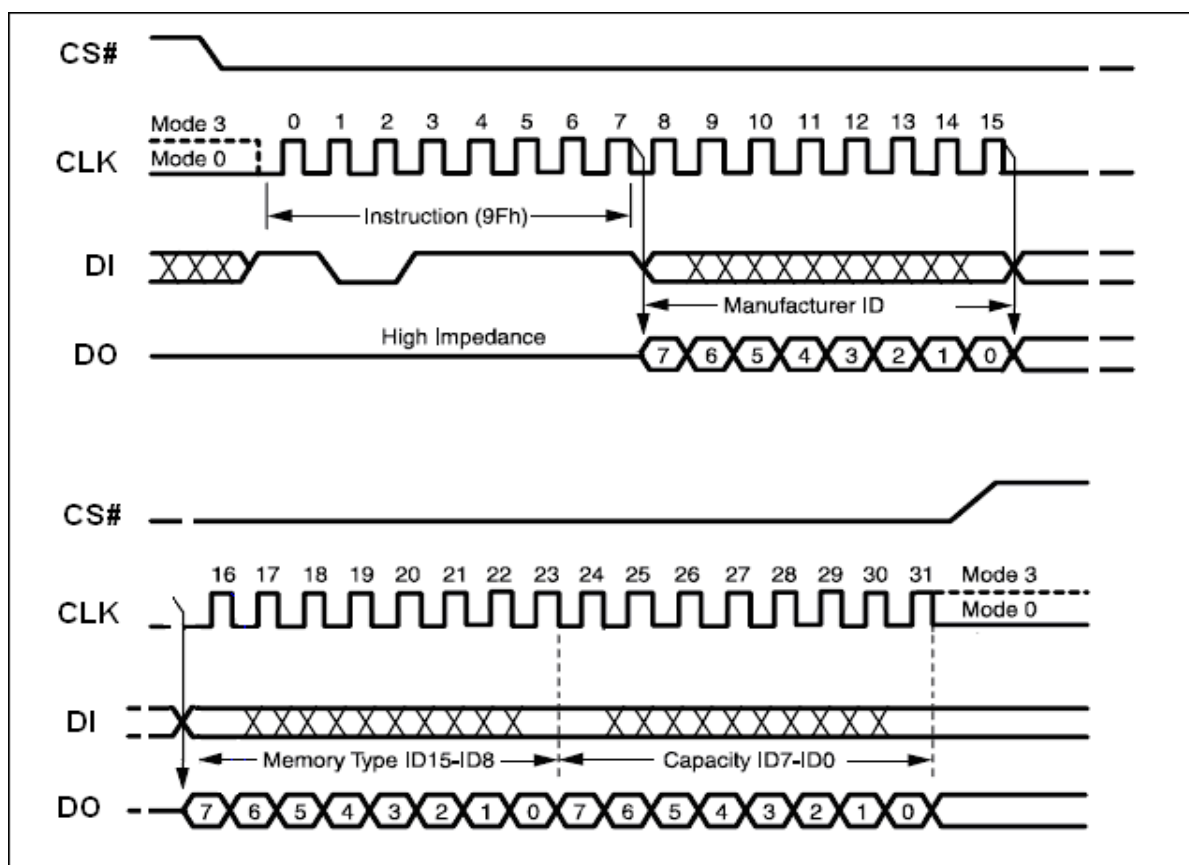 CS#
Mode 3
0 1 2 3 4 5 6 7 8 9 10 11 12 13 14 15
CLK
Mode 0
Instruction (9Fh)
DI
Manufacturer ID
High Impedance
DO
7 6 5 4 3 2 1 0
CS#
16 17 18 19 20 21 22 23 24 25 26 27 28 29 30 31
Mode 3
CLK
Mode 0
DI
Memory Type ID15-ID8
Capacity ID7-ID0
DO
7 6 5 4 3 2 1 0 7 6 5 4 3 2 1 0